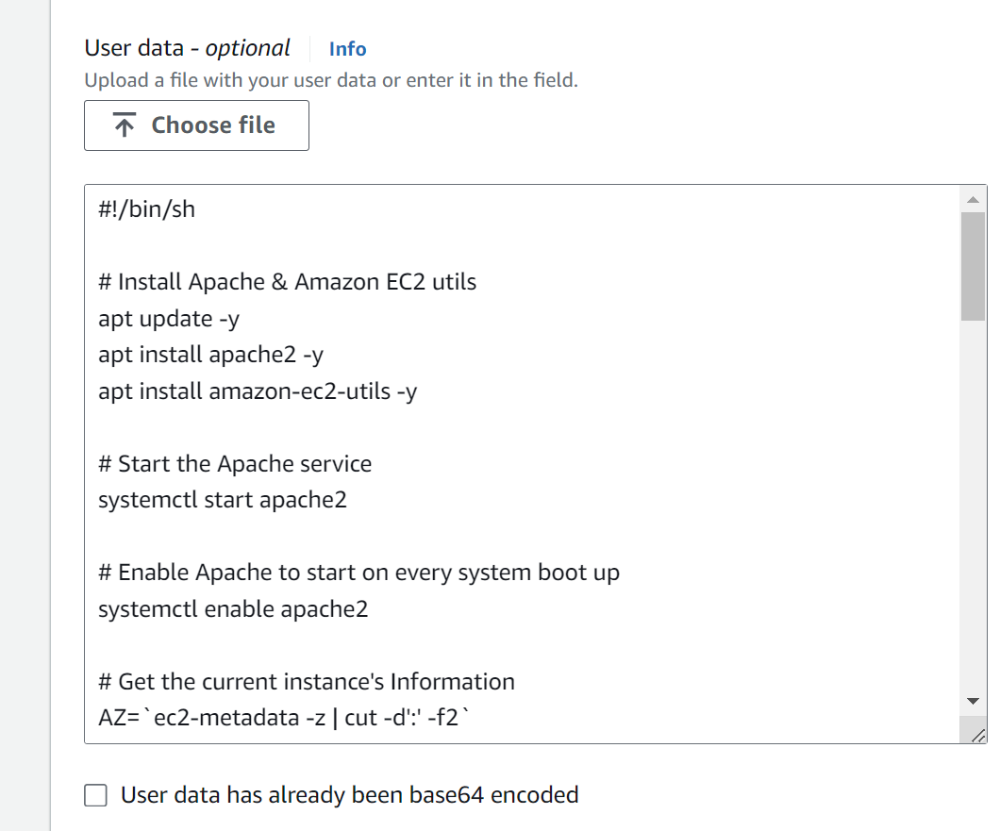 User data - optional Info
Upload a file with your user data or enter it in the field.
Choose file
#!/bin/sh
# Install Apache & Amazon EC2 utils
apt update -y
apt install apache2 -y
apt install amazon-ec2-utils -y
# Start the Apache service
systemctl start apache2
# Enable Apache to start on every system boot up
systemctl enable apache2
# Get the current instance's Information
AZ=`ec2-metadata -z | cut -d':' -f2`
User data has already been base64 encoded